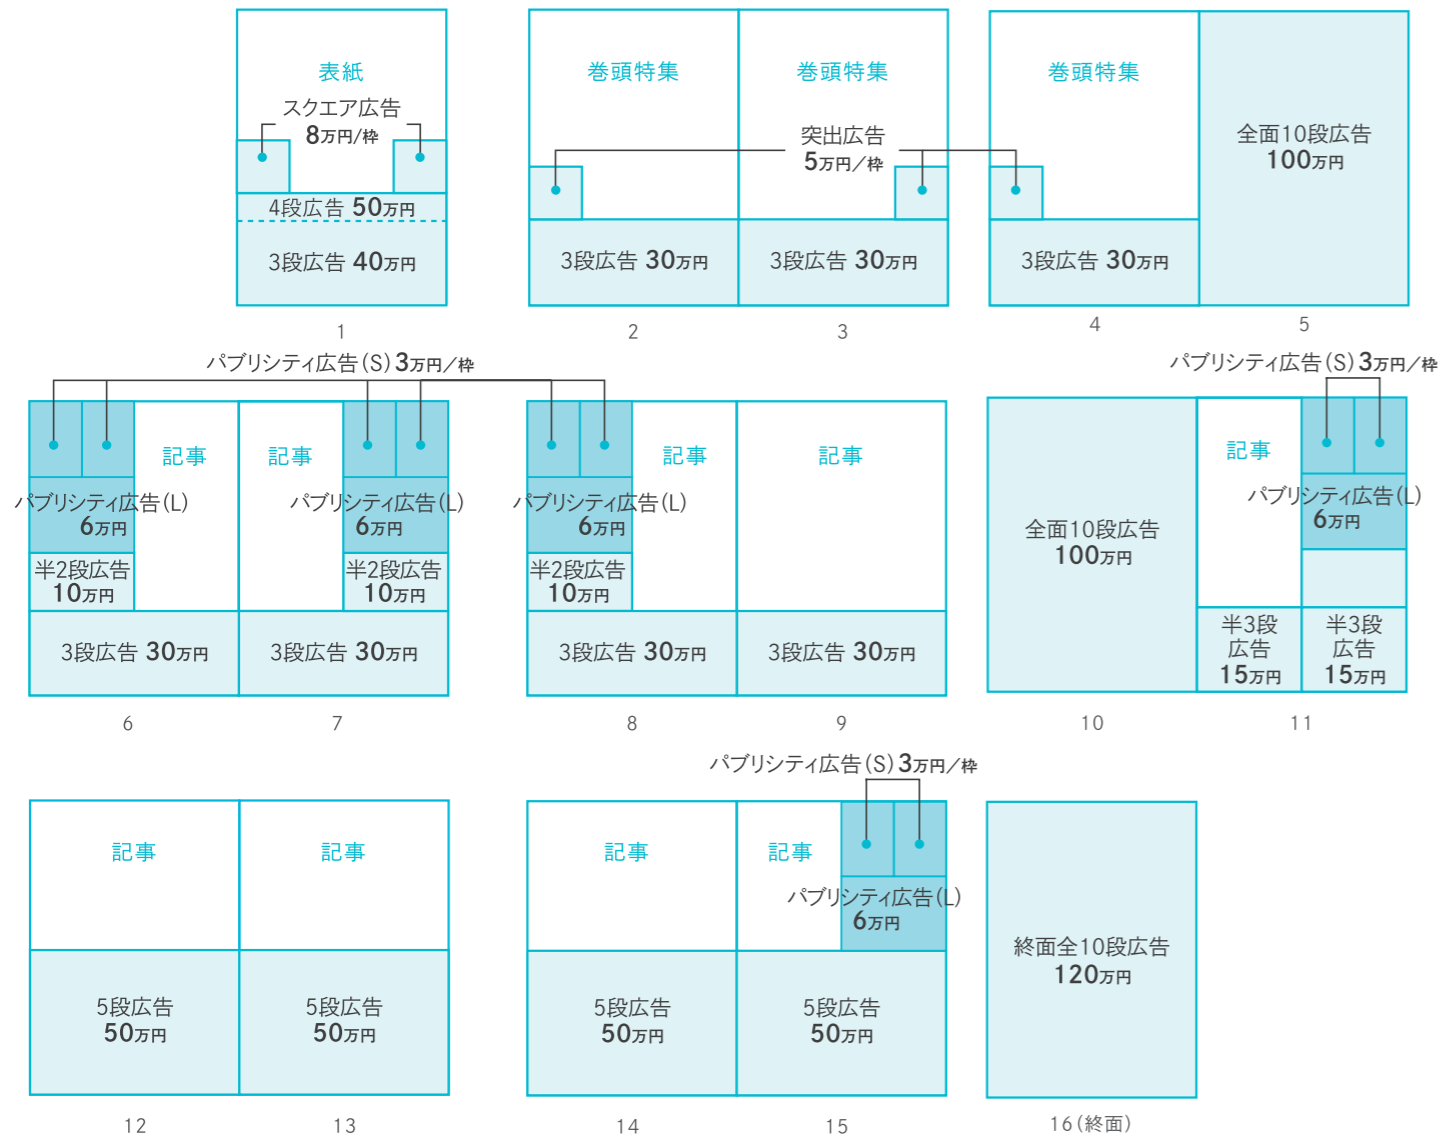 表紙
スクエア広告
8万円/枠
4段広告 50万円
3段広告 40万円
1
巻頭特集
巻頭特集
突出広告
5万円／枠
3段広告 30万円
3段広告 30万円
2
3
巻頭特集
全面10段広告
100万円
3段広告 30万円
4
5
パブリシティ広告（S）3万円／枠
記事
記事
パブリシティ広告（L）
6万円
パブリシティ広告（L）
6万円
半2段広告
10万円
半2段広告
10万円
3段広告 30万円
3段広告 30万円
6
7
記事
記事
パブリシティ広告（L）
6万円
半2段広告
10万円
3段広告 30万円
3段広告 30万円
8
9
パブリシティ広告（S）3万円／枠
全面10段広告
100万円
記事
パブリシティ広告（L）
6万円
半3段
広告
15万円
半3段
広告
15万円
10
11
記事
記事
5段広告
50万円
5段広告
50万円
12
13
パブリシティ広告（S）3万円／枠
記事
記事
パブリシティ広告（L）
6万円
5段広告
50万円
5段広告
50万円
14
15
終面全10段広告
120万円
16（終面）